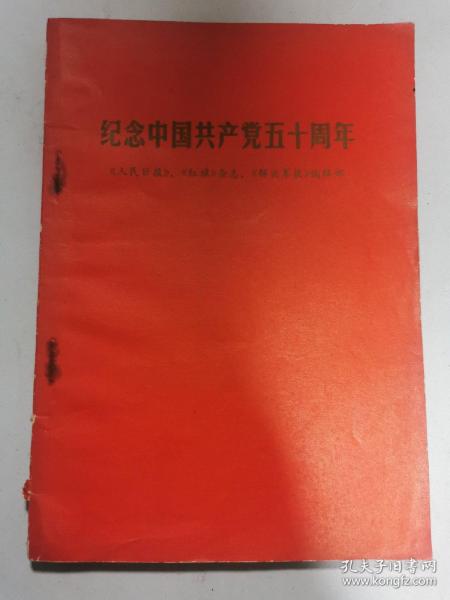 纪念中国共产党五十周年
《人民日报》、《红旗》杂志、《解放军报》编辑部
孔夫子旧书网
www.kongfz.com